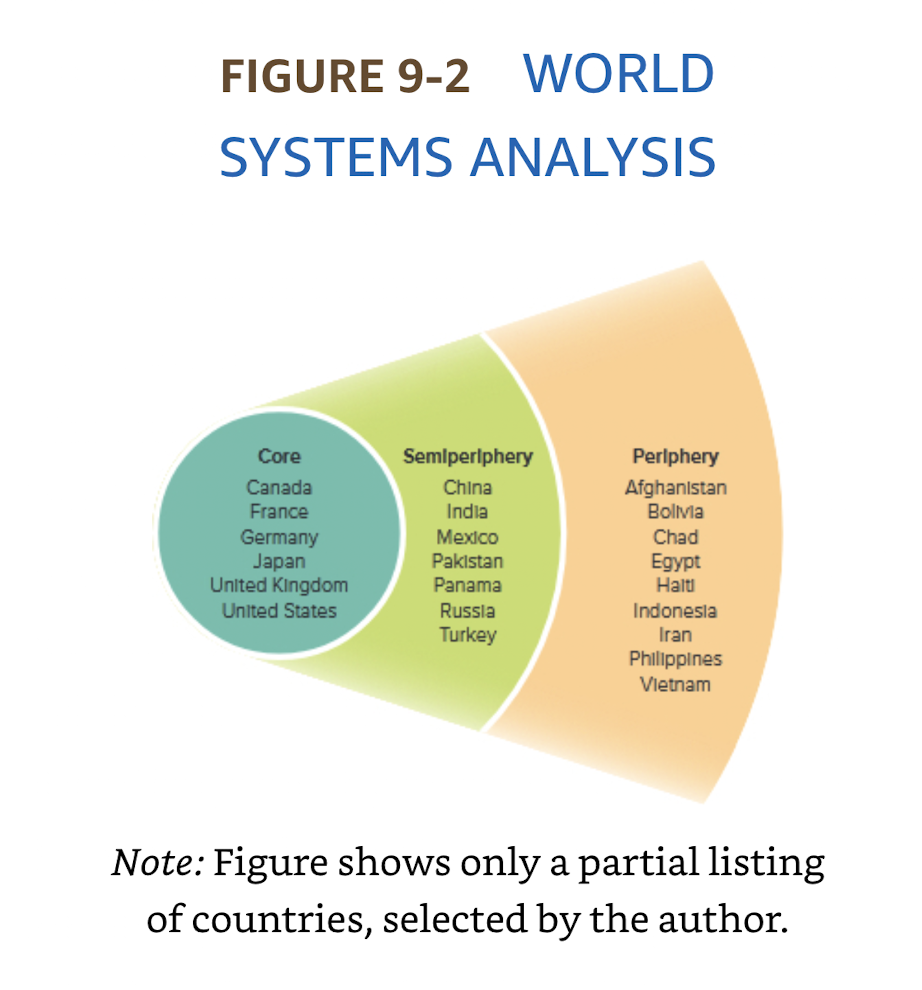 FIGURE 9-2 WORLD
SYSTEMS ANALYSIS
Core
Canada
France
Germany
Japan
United Kingdom
United States
Semiperiphery
China
India
Mexico
Pakistan
Panama
Russia
Turkey
Periphery
Afghanistan
Bolivia
Chad
Egypt
Haiti
Indonesia
Iran
Philippines
Vietnam
Note: Figure shows only a partial listing
of countries, selected by the author.